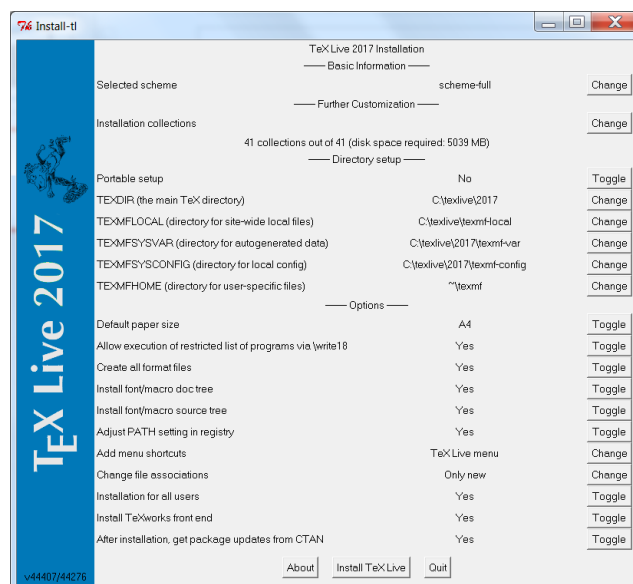 Install-tl
TeX Live 2017 Installation
Basic Information
Selected scheme scheme-full Change
Further Customization
Installation collections Change
41 collections out of 41 (disk space required: 5039 MB)
Directory setup
Portable setup No Toggle
TEXDIR (the main TeX directory) C:\texlive\2017 Change
TEXMFLOCAL (directory for site-wide local files) C:\texlive\texmf-local Change
TEXMFSYSVAR (directory for autogenerated data) C:\texlive\2017\texmf-var Change
TEXMFSYSCONFIG (directory for local config) C:\texlive\2017\texmf-config Change
TEXMFHOME (directory for user-specific files) ~\texmf Change
Options
Default paper size A4 Toggle
Allow execution of restricted list of programs via \write18 Yes Toggle
Create all format files Yes Toggle
Install font/macro doc tree Yes Toggle
Install font/macro source tree Yes Toggle
Adjust PATH setting in registry Yes Toggle
Add menu shortcuts TeX Live menu Change
Change file associations Only new Change
Installation for all users Yes Toggle
Install TeXworks front end Yes Toggle
After installation, get package updates from CTAN Yes Toggle
About Install TeX Live Quit
TEX Live 2017
v44407/44276